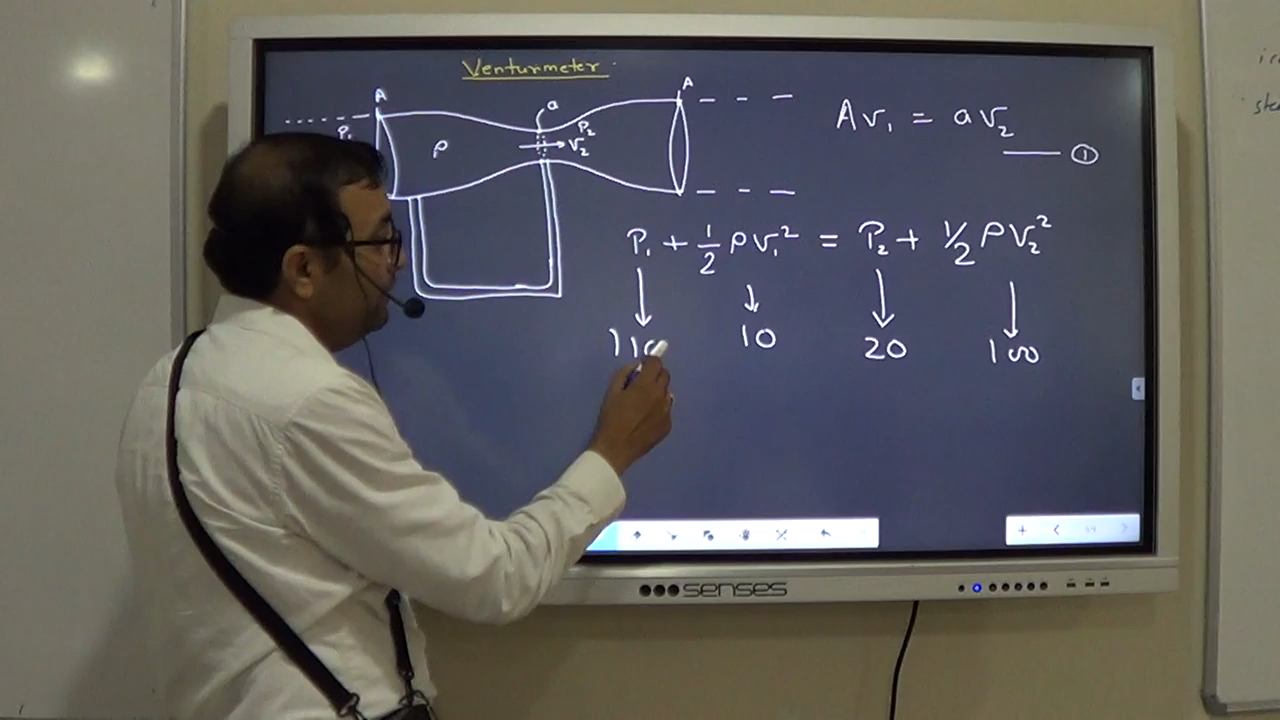 Venturimeter
A a A
P₁ ρ P₂ v₂
Av₁ = av₂
①
P₁ + 1/2 ρv₁² = P₂ + 1/2 ρv₂²
110 10 20 100
senses